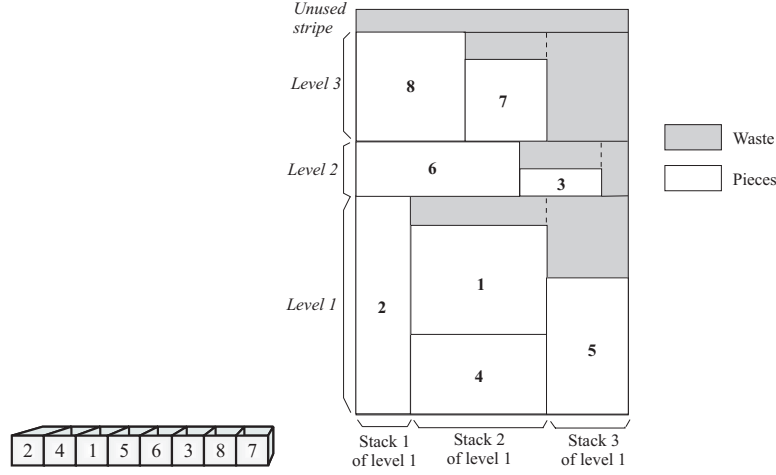 Unused
stripe
Level 3
8
7
Waste
Level 2
6
3
Pieces
Level 1
2
1
4
5
2 4 1 5 6 3 8 7
Stack 1
of level 1
Stack 2
of level 1
Stack 3
of level 1